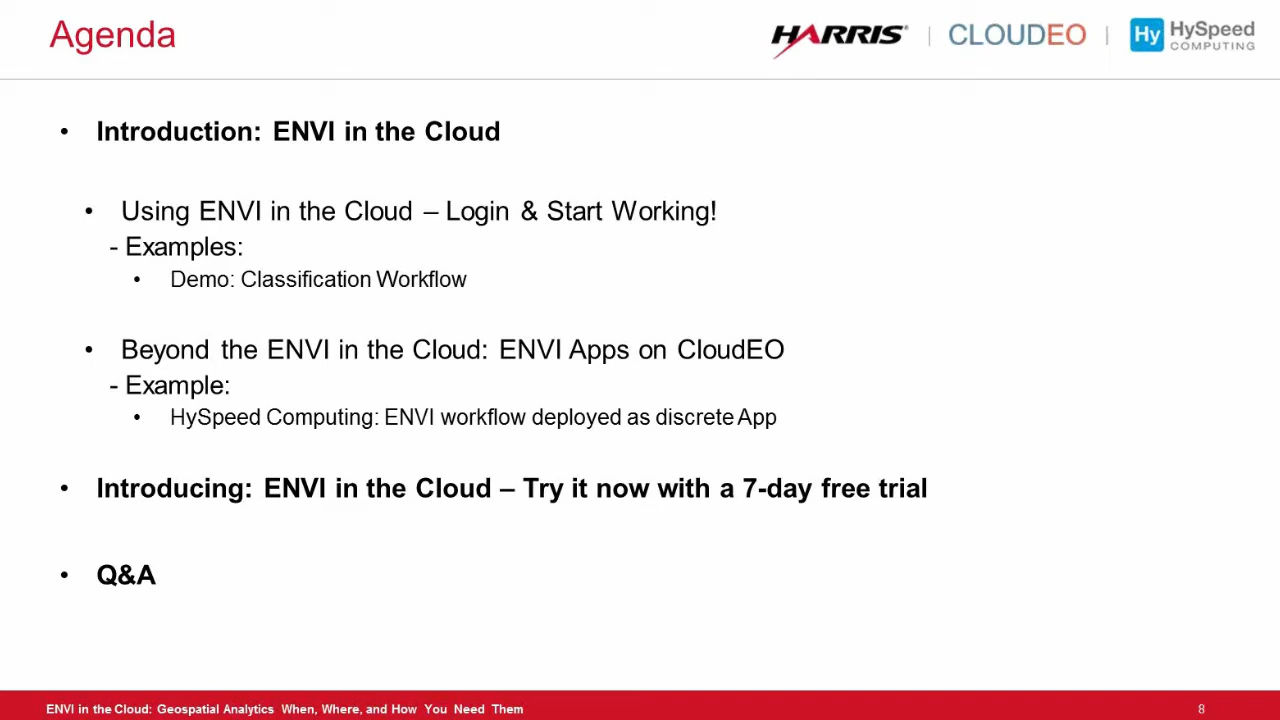 Agenda
HARRIS | CLOUDEO | Hy HySpeed COMPUTING
• Introduction: ENVI in the Cloud
• Using ENVI in the Cloud – Login & Start Working!
- Examples:
• Demo: Classification Workflow
• Beyond the ENVI in the Cloud: ENVI Apps on CloudEO
- Example:
• HySpeed Computing: ENVI workflow deployed as discrete App
• Introducing: ENVI in the Cloud – Try it now with a 7-day free trial
• Q&A
ENVI in the Cloud: Geospatial Analytics When, Where, and How You Need Them 8